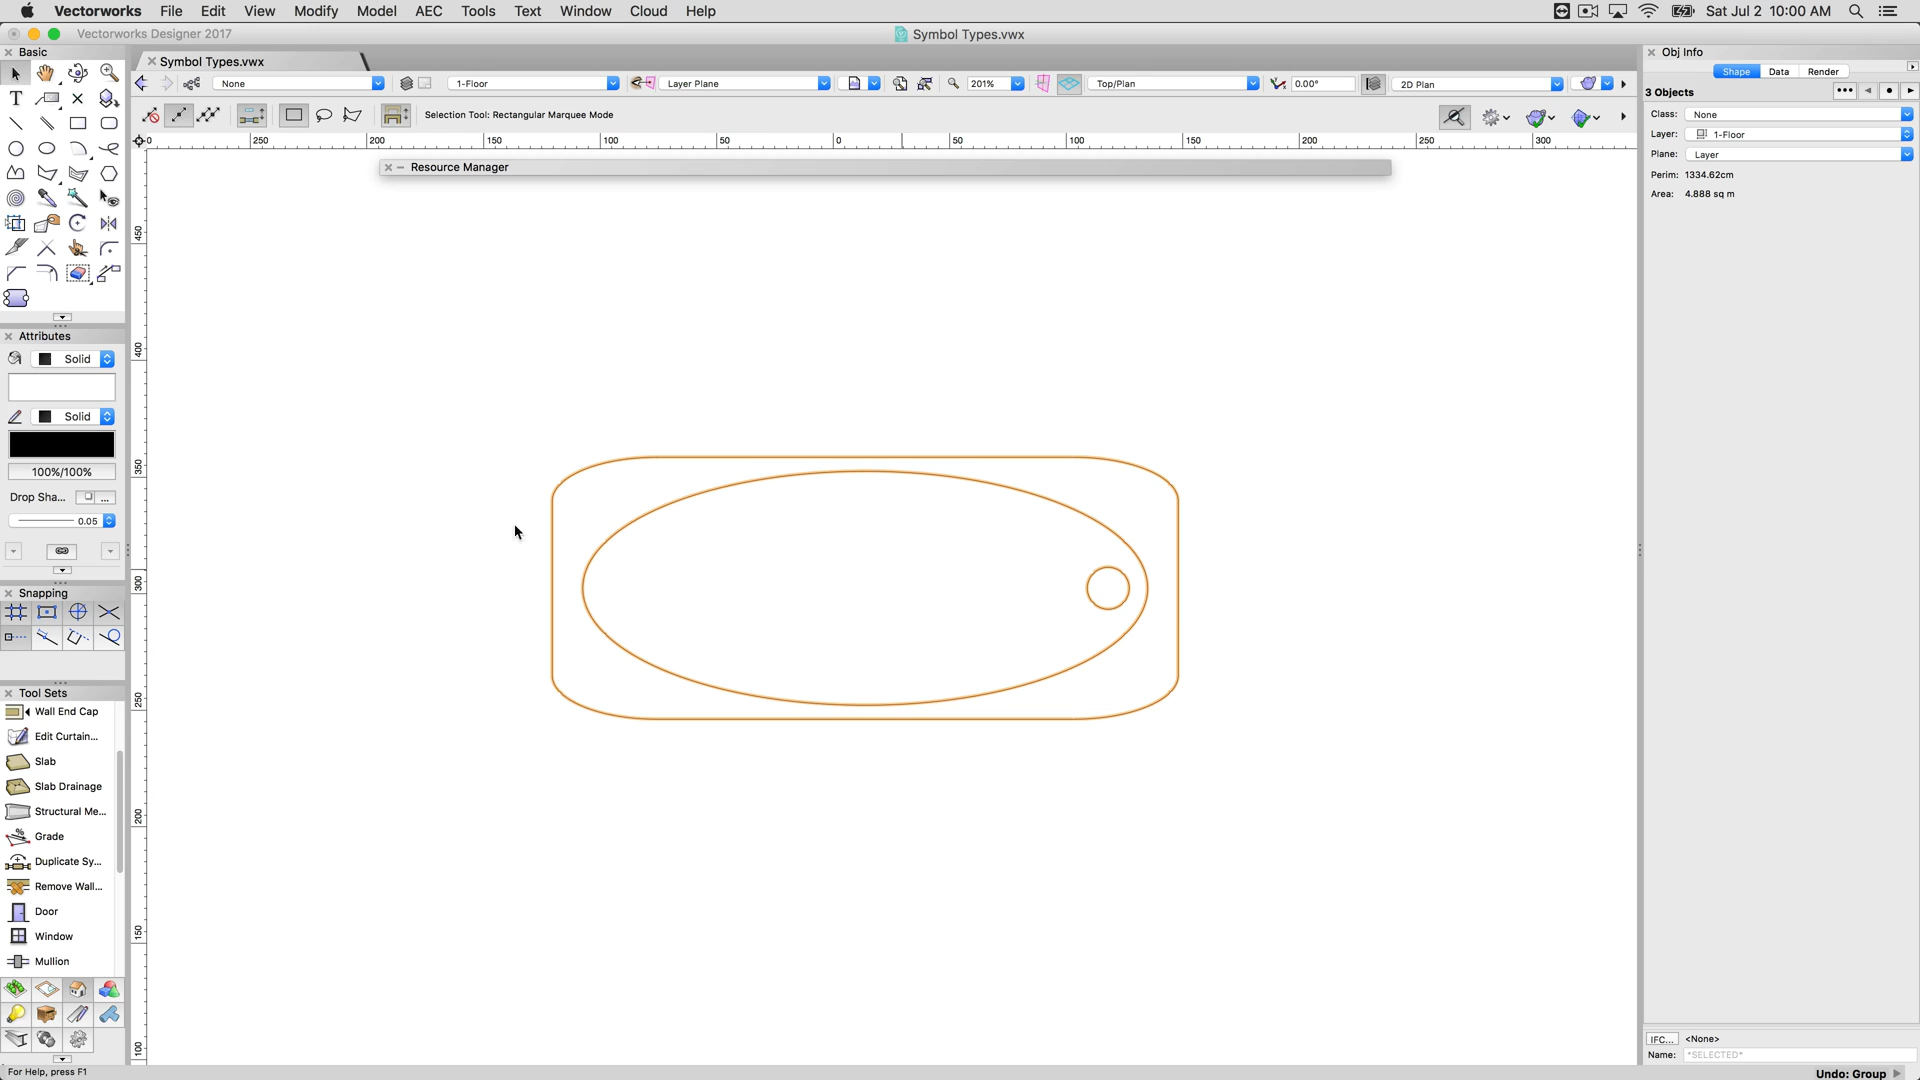 Vectorworks File Edit View Modify Model AEC Tools Text Window Cloud Help Sat Jul 2 10:00 AM
Vectorworks Designer 2017 Symbol Types.vwx
Basic
Symbol Types.vwx
Obj Info
None 1-Floor Layer Plane 201% Top/Plan 0.00° 2D Plan
Shape Data Render
3 Objects
Selection Tool: Rectangular Marquee Mode
Class: None
Layer: 1-Floor
Plane: Layer
Perim: 1334.62cm
Area: 4.888 sq m
0 250 200 150 100 50 0 50 100 150 200 250 300
Resource Manager
450
400
350
300
250
200
150
100
Attributes
Solid
Solid
100%/100%
Drop Sha... ...
0.05
Snapping
Tool Sets
Wall End Cap
Edit Curtain...
Slab
Slab Drainage
Structural Me...
Grade
Duplicate Sy...
Remove Wall...
Door
Window
Mullion
IFC... <None>
Name: *SELECTED*
For Help, press F1
Undo: Group